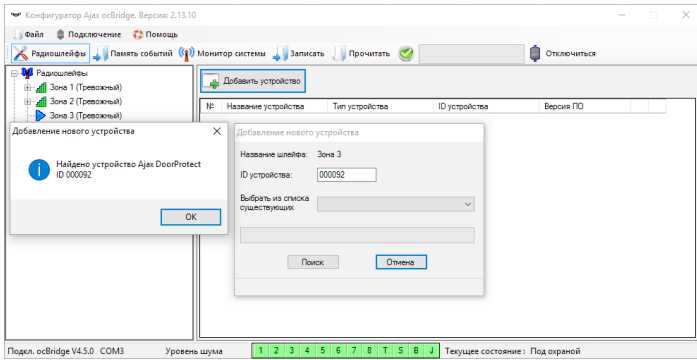 Конфигуратор Ajax ocBridge. Версия: 2.13.10
Файл Подключение Помощь
Радиошлейфы Память событий Монитор системы Записать Прочитать Отключиться
Радиошлейфы
Зона 1 (Тревожный)
Зона 2 (Тревожный)
Зона 3 (Тревожный)
Добавить устройство
№ Название устройства Тип устройства ID устройства Версия ПО
Добавление нового устройства
Найдено устройство Ajax DoorProtect
ID 000092
OK
Добавление нового устройства
Название шлейфа: Зона 3
ID устройства: 000092
Выбрать из списка
существующих
Поиск Отмена
Подкл. ocBridge V4.5.0 COM3 Уровень шума 1 2 3 4 5 6 7 8 T S B J Текущее состояние : Под охраной